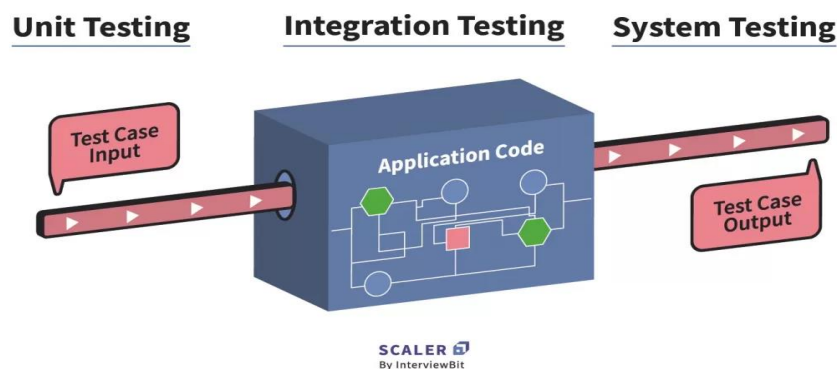 Unit Testing
Integration Testing
System Testing
Test Case
Input
Application Code
Test Case
Output
SCALER
By InterviewBit